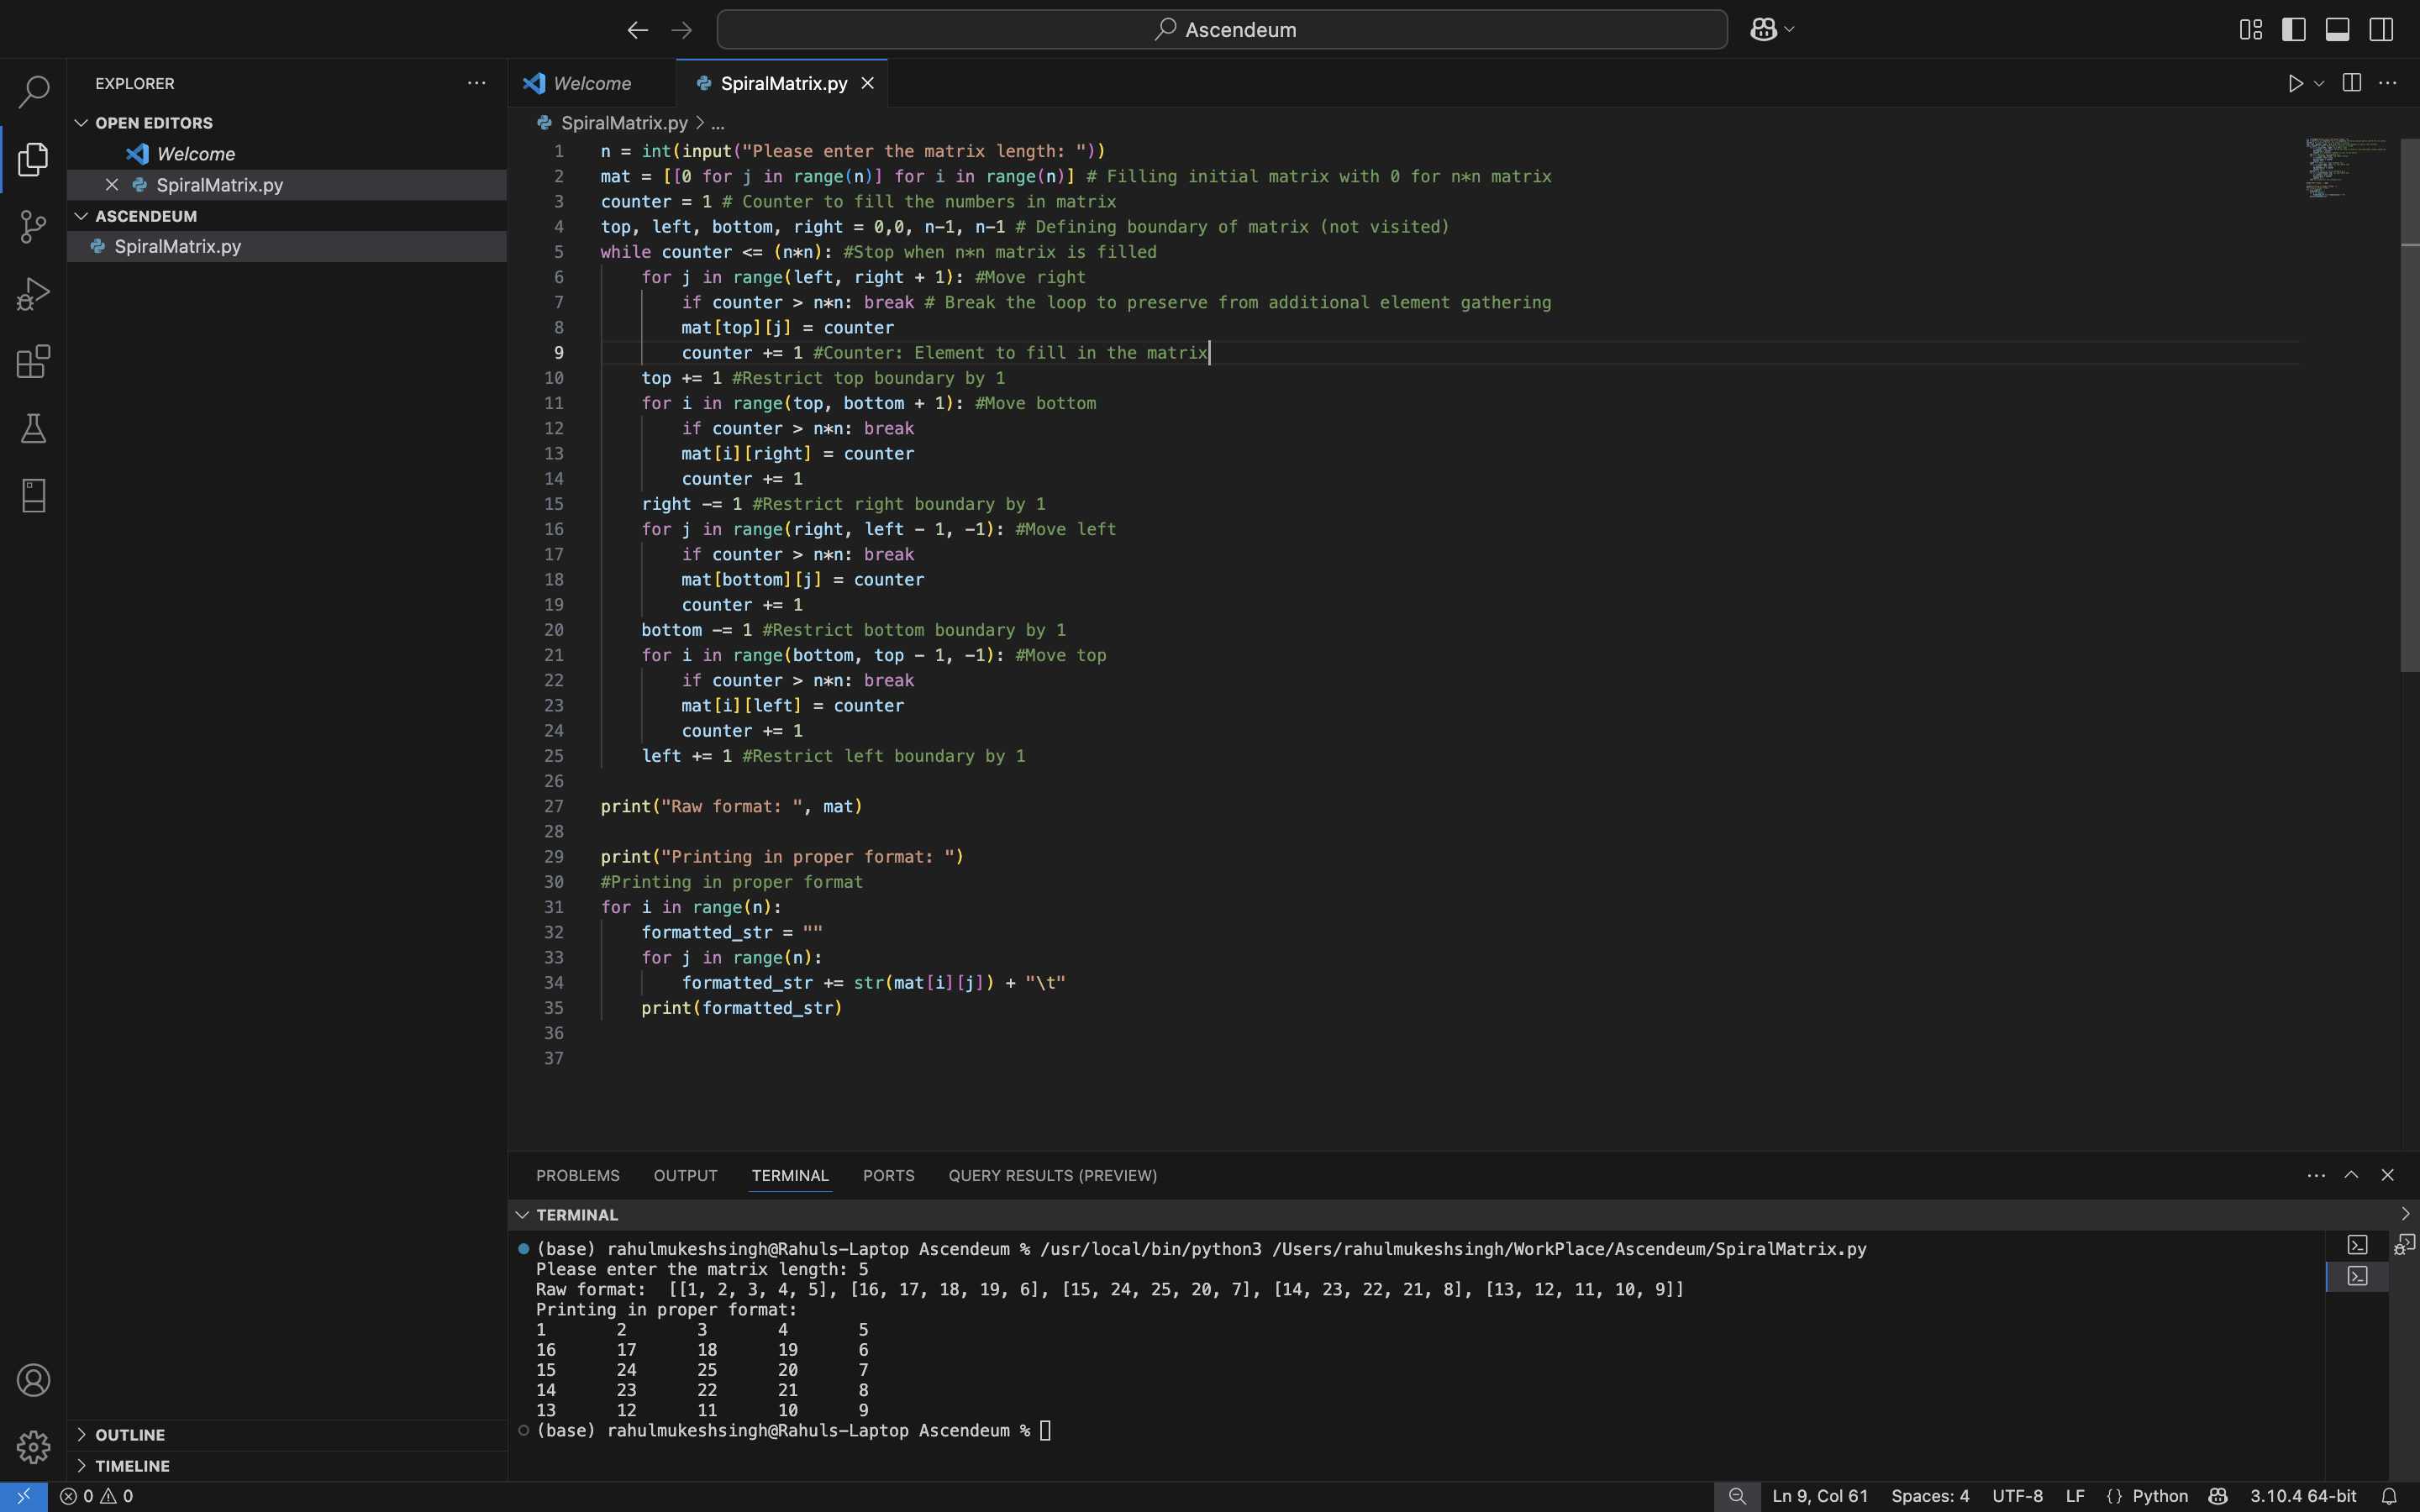 Ascendeum
EXPLORER
OPEN EDITORS
Welcome
SpiralMatrix.py
ASCENDEUM
SpiralMatrix.py
OUTLINE
TIMELINE
Welcome
SpiralMatrix.py
SpiralMatrix.py > ...
1 n = int(input("Please enter the matrix length: "))
2 mat = [[0 for j in range(n)] for i in range(n)] # Filling initial matrix with 0 for n*n matrix
3 counter = 1 # Counter to fill the numbers in matrix
4 top, left, bottom, right = 0,0, n-1, n-1 # Defining boundary of matrix (not visited)
5 while counter <= (n*n): #Stop when n*n matrix is filled
6     for j in range(left, right + 1): #Move right
7         if counter > n*n: break # Break the loop to preserve from additional element gathering
8         mat[top][j] = counter
9         counter += 1 #Counter: Element to fill in the matrix
10     top += 1 #Restrict top boundary by 1
11     for i in range(top, bottom + 1): #Move bottom
12         if counter > n*n: break
13         mat[i][right] = counter
14         counter += 1
15     right -= 1 #Restrict right boundary by 1
16     for j in range(right, left - 1, -1): #Move left
17         if counter > n*n: break
18         mat[bottom][j] = counter
19         counter += 1
20     bottom -= 1 #Restrict bottom boundary by 1
21     for i in range(bottom, top - 1, -1): #Move top
22         if counter > n*n: break
23         mat[i][left] = counter
24         counter += 1
25     left += 1 #Restrict left boundary by 1
26
27 print("Raw format: ", mat)
28
29 print("Printing in proper format: ")
30 #Printing in proper format
31 for i in range(n):
32     formatted_str = ""
33     for j in range(n):
34         formatted_str += str(mat[i][j]) + "\t"
35     print(formatted_str)
36
37
PROBLEMS OUTPUT TERMINAL PORTS QUERY RESULTS (PREVIEW)
TERMINAL
(base) rahulmukeshsingh@Rahuls-Laptop Ascendeum % /usr/local/bin/python3 /Users/rahulmukeshsingh/WorkPlace/Ascendeum/SpiralMatrix.py
Please enter the matrix length: 5
Raw format:  [[1, 2, 3, 4, 5], [16, 17, 18, 19, 6], [15, 24, 25, 20, 7], [14, 23, 22, 21, 8], [13, 12, 11, 10, 9]]
Printing in proper format:
1 2 3 4 5
16 17 18 19 6
15 24 25 20 7
14 23 22 21 8
13 12 11 10 9
(base) rahulmukeshsingh@Rahuls-Laptop Ascendeum %
0 0 Ln 9, Col 61 Spaces: 4 UTF-8 LF {} Python 3.10.4 64-bit